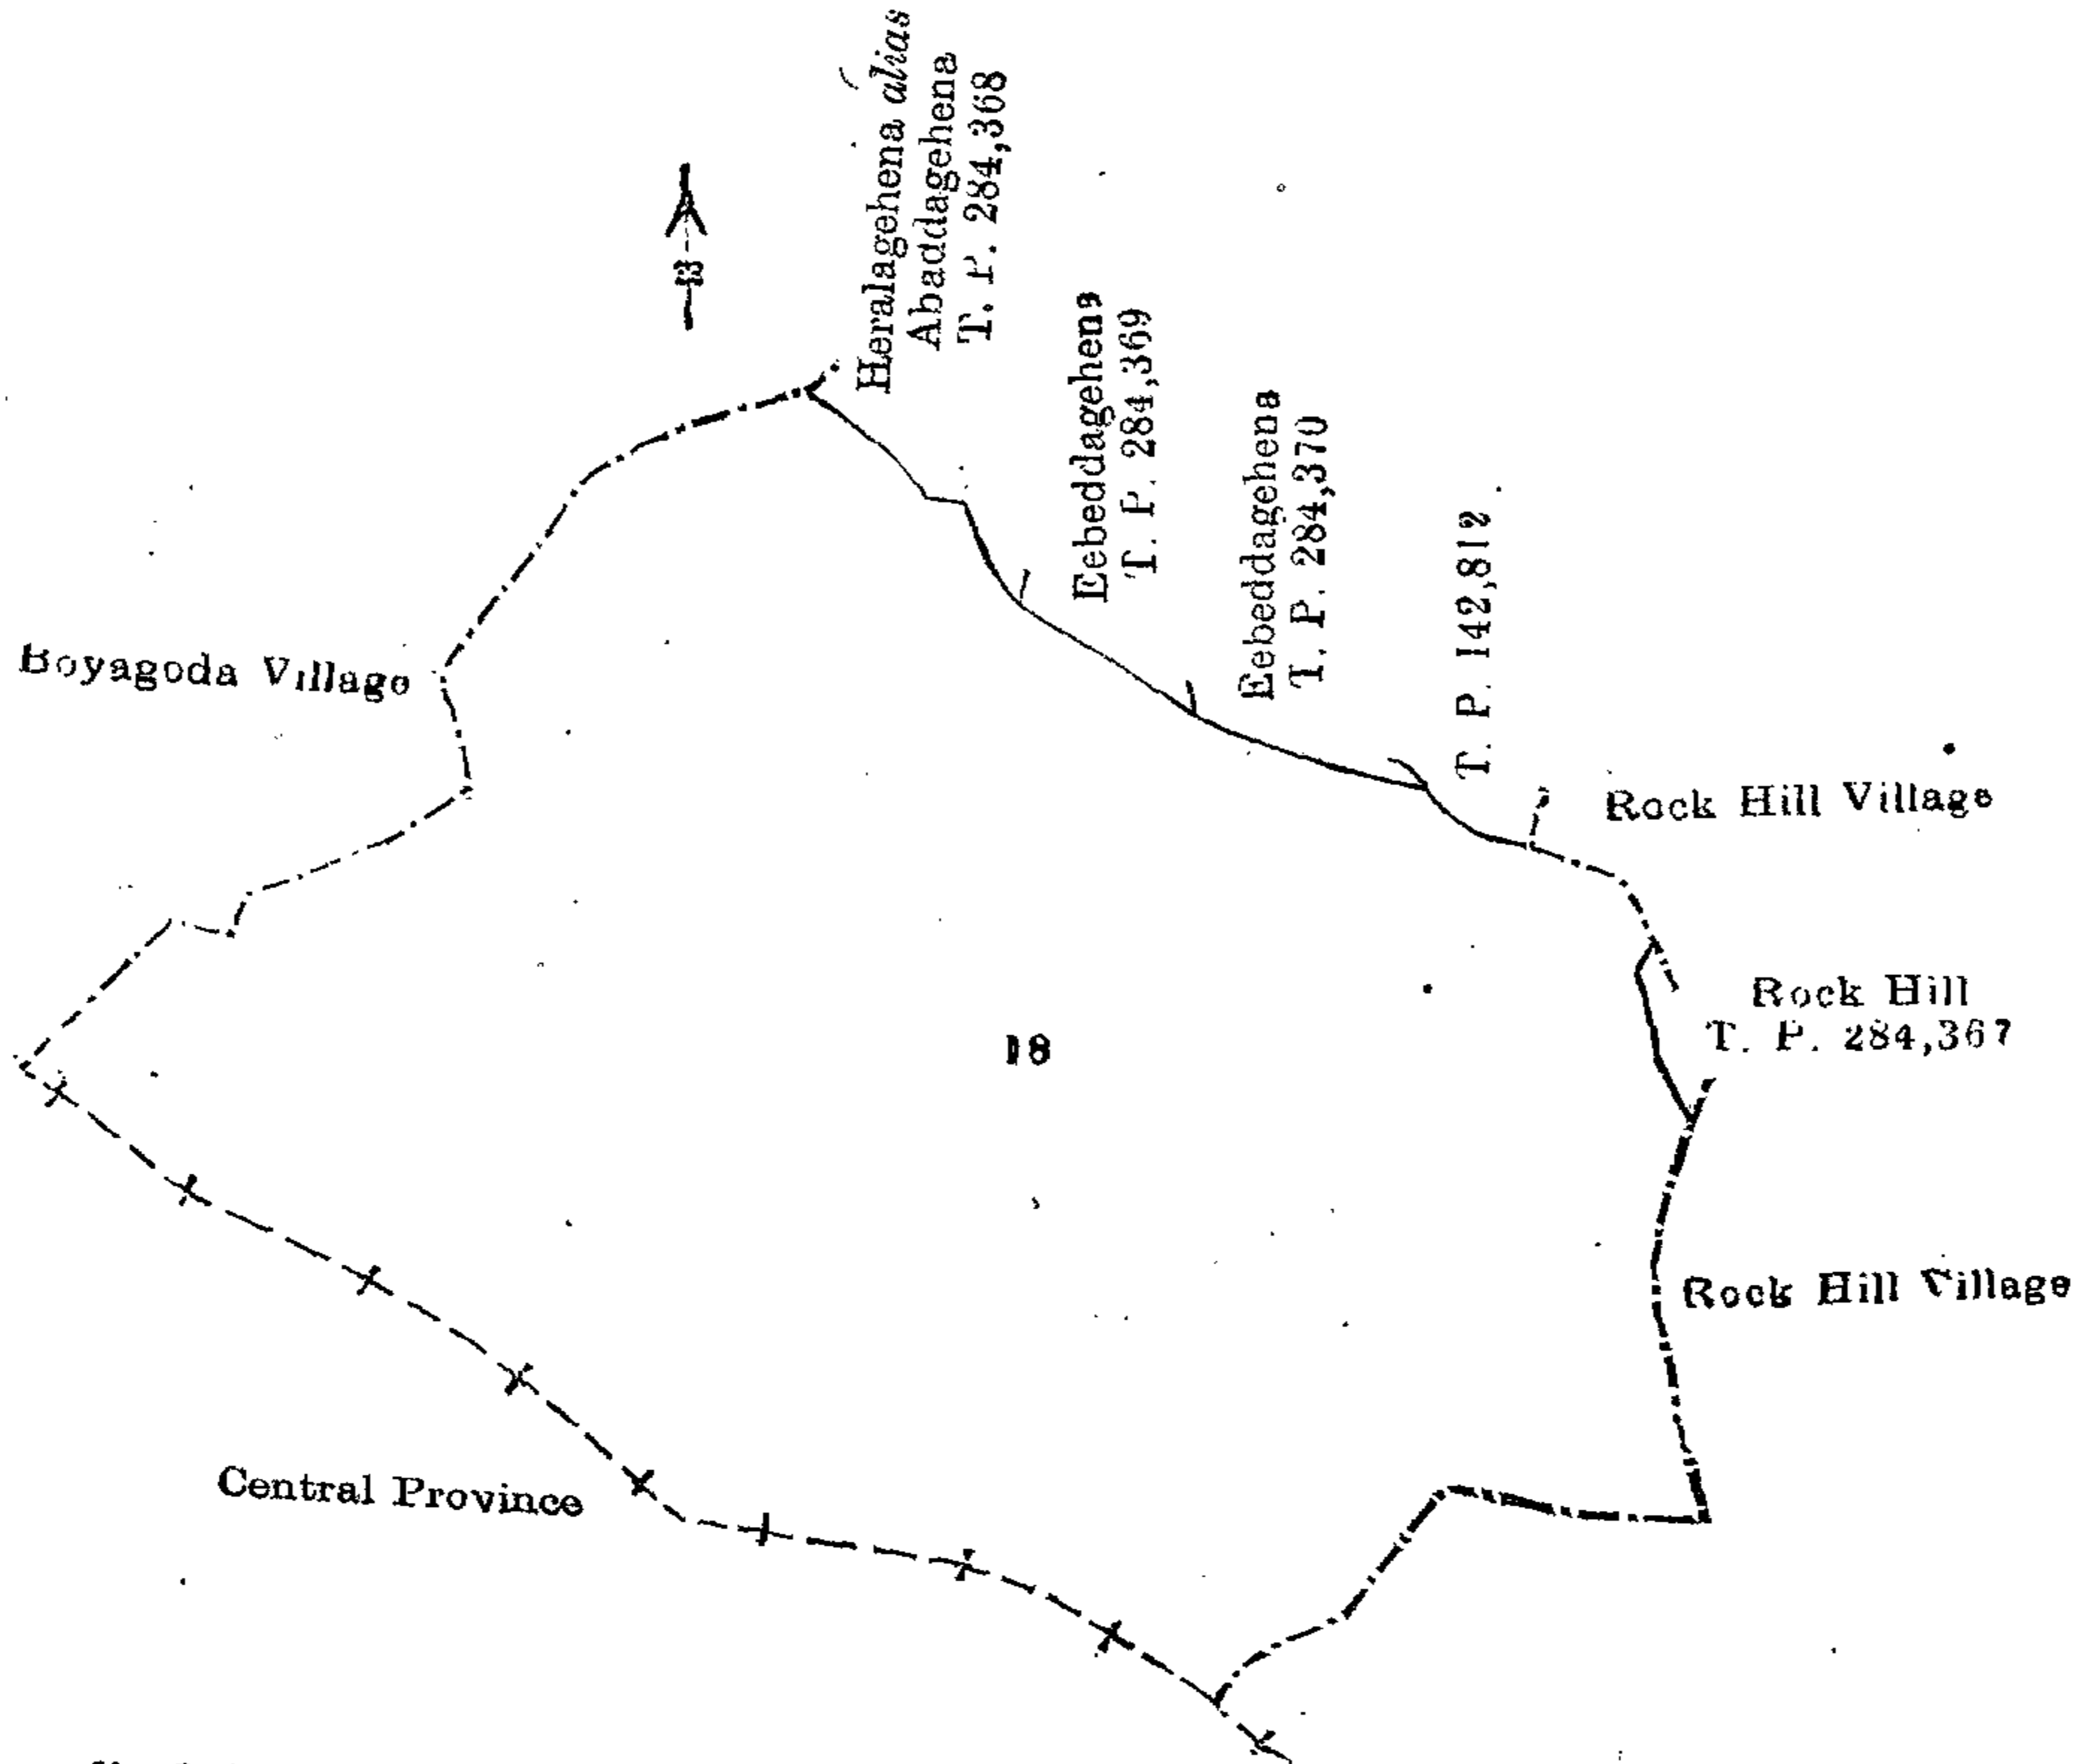 Heralagehena alias
Abaddagehena
T. P. 284,368
Eebeddagehena
T. P. 284,369
Eebeddagehena
T. P. 284,370
T. P. 142,812
Boyagoda Village
Rock Hill Village
Rock Hill
T. P. 284,367
18
Rock Hill Village
Central Province